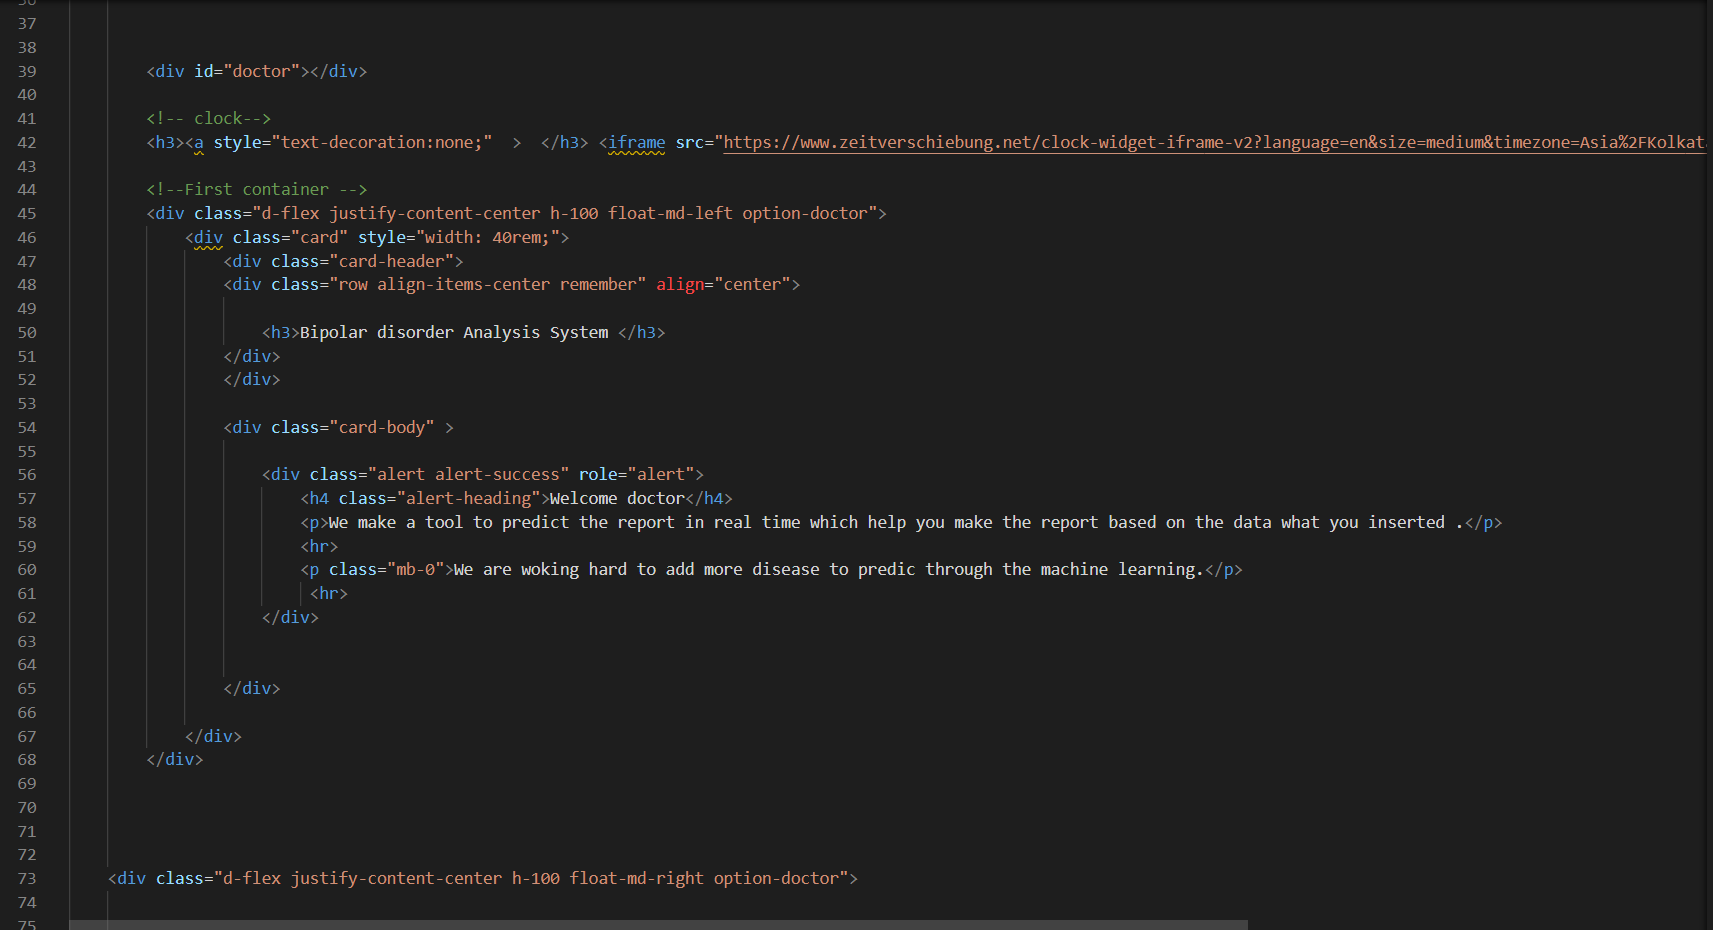 36
37
38
39 <div id="doctor"></div>
40
41 <!-- clock-->
42 <h3><a style="text-decoration:none;"  >  </h3> <iframe src="https://www.zeitverschiebung.net/clock-widget-iframe-v2?language=en&size=medium&timezone=Asia%2FKolkat
43
44 <!--First container -->
45 <div class="d-flex justify-content-center h-100 float-md-left option-doctor">
46 <div class="card" style="width: 40rem;">
47 <div class="card-header">
48 <div class="row align-items-center remember" align="center">
49
50 <h3>Bipolar disorder Analysis System </h3>
51 </div>
52 </div>
53
54 <div class="card-body" >
55
56 <div class="alert alert-success" role="alert">
57 <h4 class="alert-heading">Welcome doctor</h4>
58 <p>We make a tool to predict the report in real time which help you make the report based on the data what you inserted .</p>
59 <hr>
60 <p class="mb-0">We are woking hard to add more disease to predic through the machine learning.</p>
61 <hr>
62 </div>
63
64
65 </div>
66
67 </div>
68 </div>
69
70
71
72
73 <div class="d-flex justify-content-center h-100 float-md-right option-doctor">
74
75